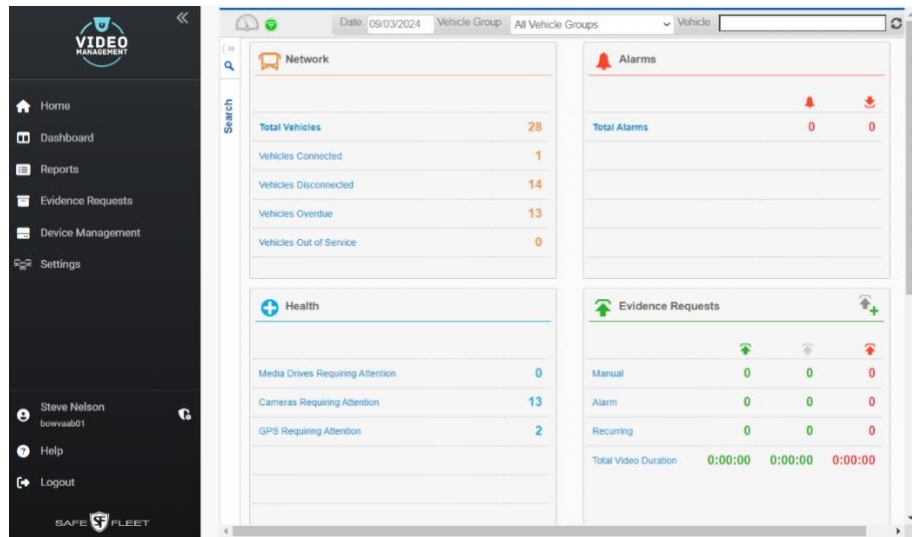 VIDEO
MANAGEMENT
Home
Dashboard
Reports
Evidence Requests
Device Management
Settings
Steve Nelson
bowvaab01
Help
Logout
SAFE SF FLEET
Date: 09/03/2024 Vehicle Group All Vehicle Groups Vehicle
Search
Network
Total Vehicles 28
Vehicles Connected 1
Vehicles Disconnected 14
Vehicles Overdue 13
Vehicles Out of Service 0
Alarms
Total Alarms 0 0
Health
Media Drives Requiring Attention 0
Cameras Requiring Attention 13
GPS Requiring Attention 2
Evidence Requests
Manual 0 0 0
Alarm 0 0 0
Recurring 0 0 0
Total Video Duration 0:00:00 0:00:00 0:00:00